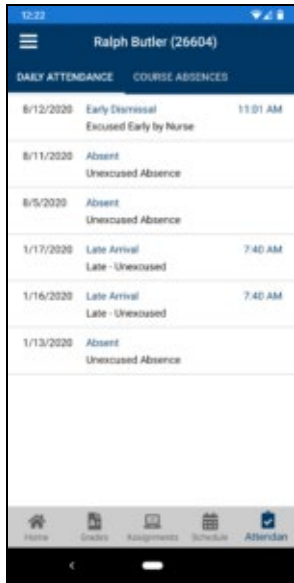 12:22
Ralph Butler (26604)
DAILY ATTENDANCE COURSE ABSENCES
8/12/2020 Early Dismissal 11:01 AM
Excused Early by Nurse
8/11/2020 Absent
Unexcused Absence
8/5/2020 Absent
Unexcused Absence
1/17/2020 Late Arrival 7:40 AM
Late - Unexcused
1/16/2020 Late Arrival 7:40 AM
Late - Unexcused
1/13/2020 Absent
Unexcused Absence
Home Grades Assignments Schedule Attendan